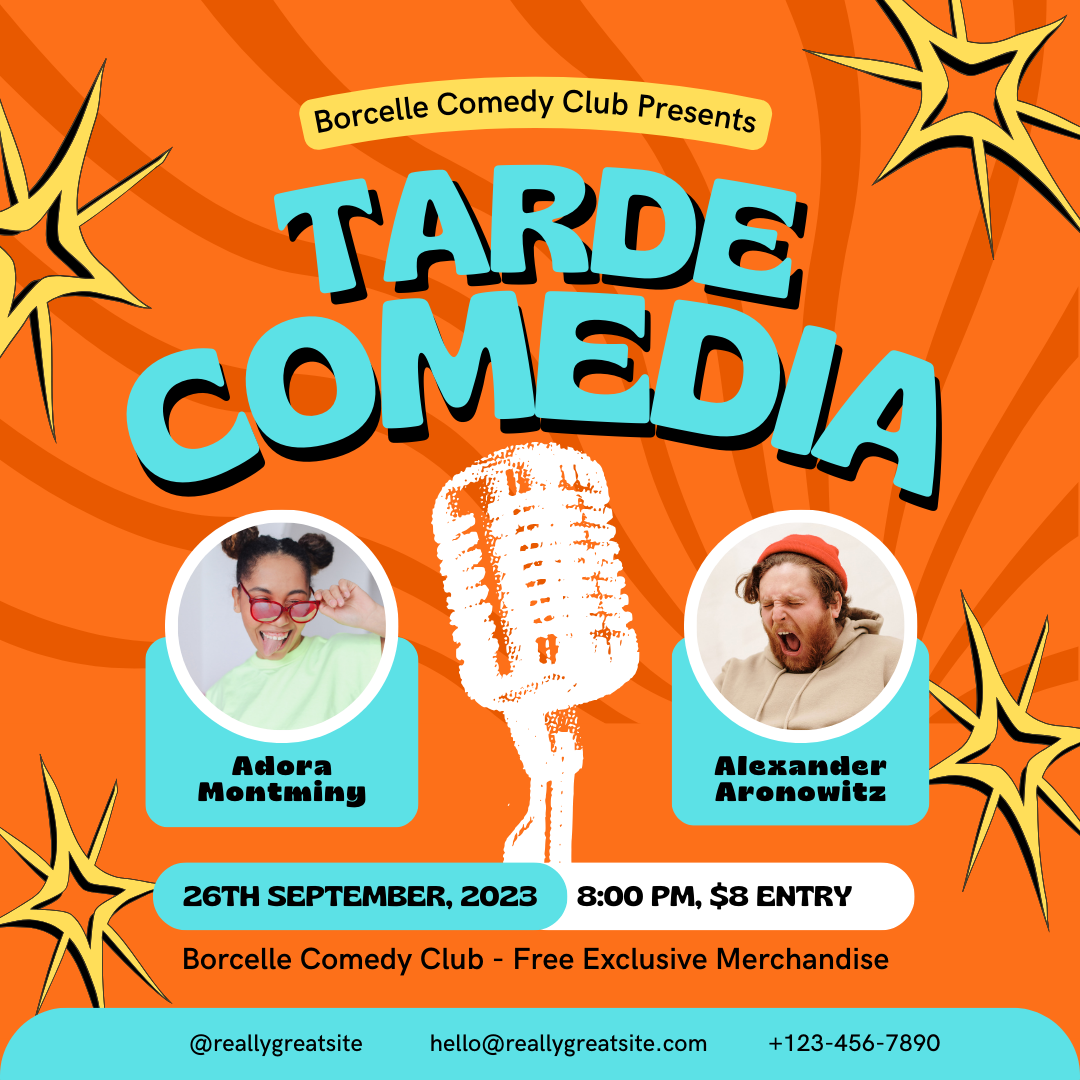 Borcelle Comedy Club Presents
TARDE
COMEDIA
Adora
Montminy
Alexander
Aronowitz
26TH SEPTEMBER, 2023
8:00 PM, $8 ENTRY
Borcelle Comedy Club - Free Exclusive Merchandise
@reallygreatsite
hello@reallygreatsite.com
+123-456-7890